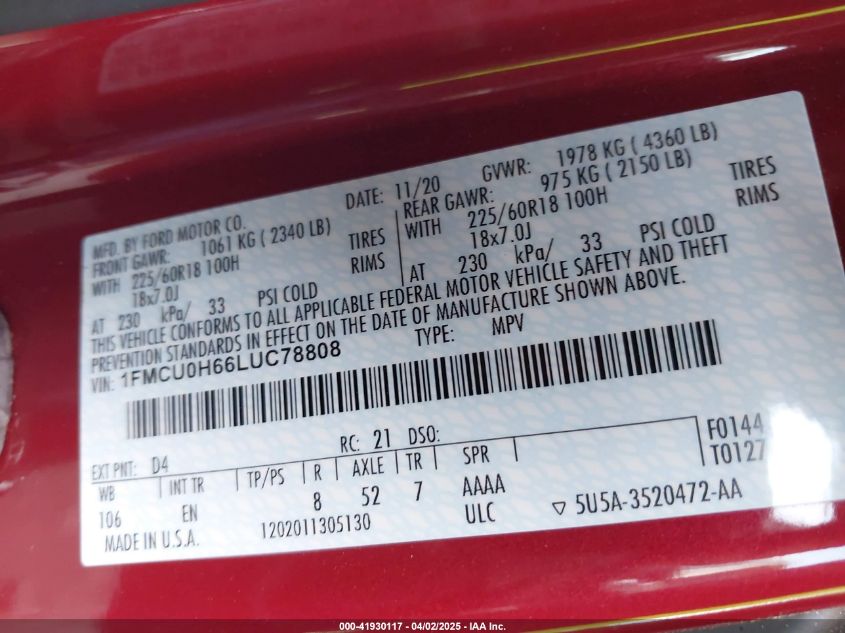 MFD. BY FORD MOTOR CO. DATE: 11/20 GVWR: 1978 KG ( 4360 LB)
FRONT GAWR: 1061 KG ( 2340 LB) REAR GAWR: 975 KG ( 2150 LB)
WITH 225/60R18 100H TIRES WITH 225/60R18 100H TIRES
18x7.0J RIMS 18x7.0J RIMS
AT 230 kPa/ 33 PSI COLD AT 230 kPa/ 33 PSI COLD
THIS VEHICLE CONFORMS TO ALL APPLICABLE FEDERAL MOTOR VEHICLE SAFETY AND THEFT
PREVENTION STANDARDS IN EFFECT ON THE DATE OF MANUFACTURE SHOWN ABOVE.
VIN: 1FMCU0H66LUC78808 TYPE: MPV
EXT PNT: D4 RC: 21 DSO: F0144
WB INT TR TP/PS R AXLE TR SPR T0127
106 EN 8 52 7 AAAA
MADE IN U.S.A. 1202011305130 ULC 5U5A-3520472-AA
000-41930117 - 04/02/2025 - IAA Inc.